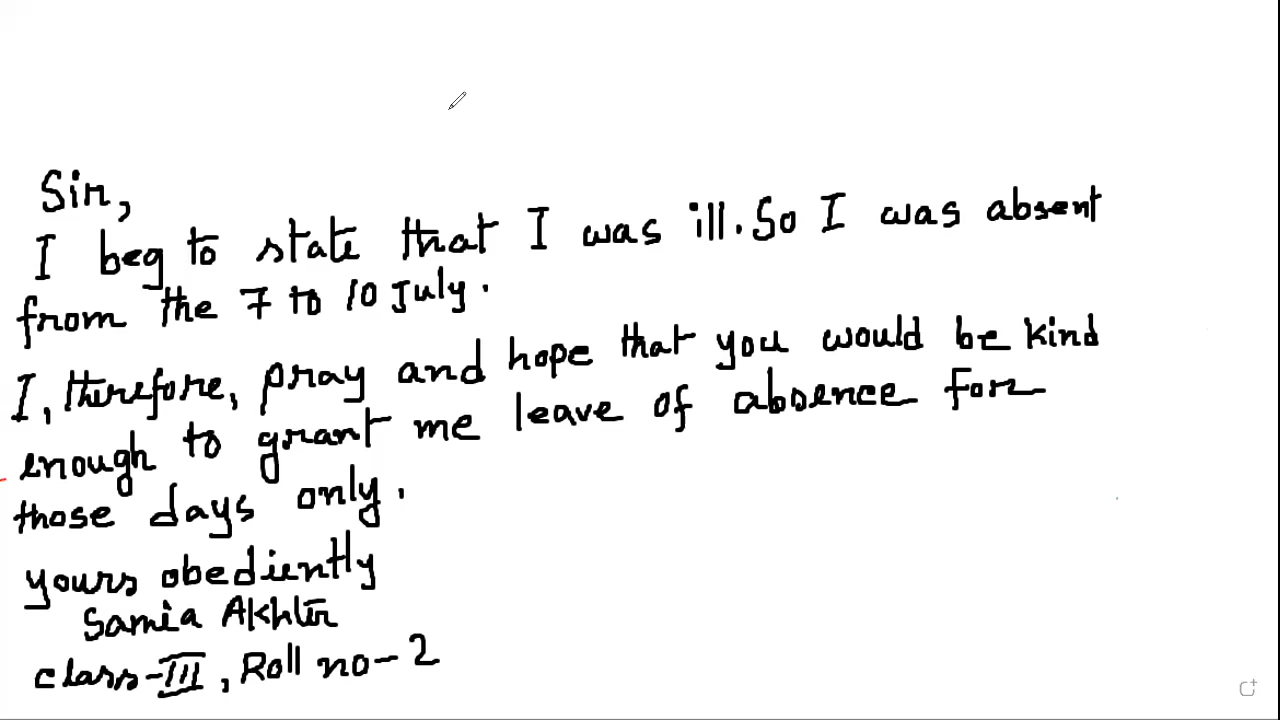 Sir,
I beg to state that I was ill. So I was absent
from the 7 to 10 July.
I, therefore, pray and hope that you would be kind
enough to grant me leave of absence for
those days only.
yours obediently
Samia Akhter
class-III, Roll no-2